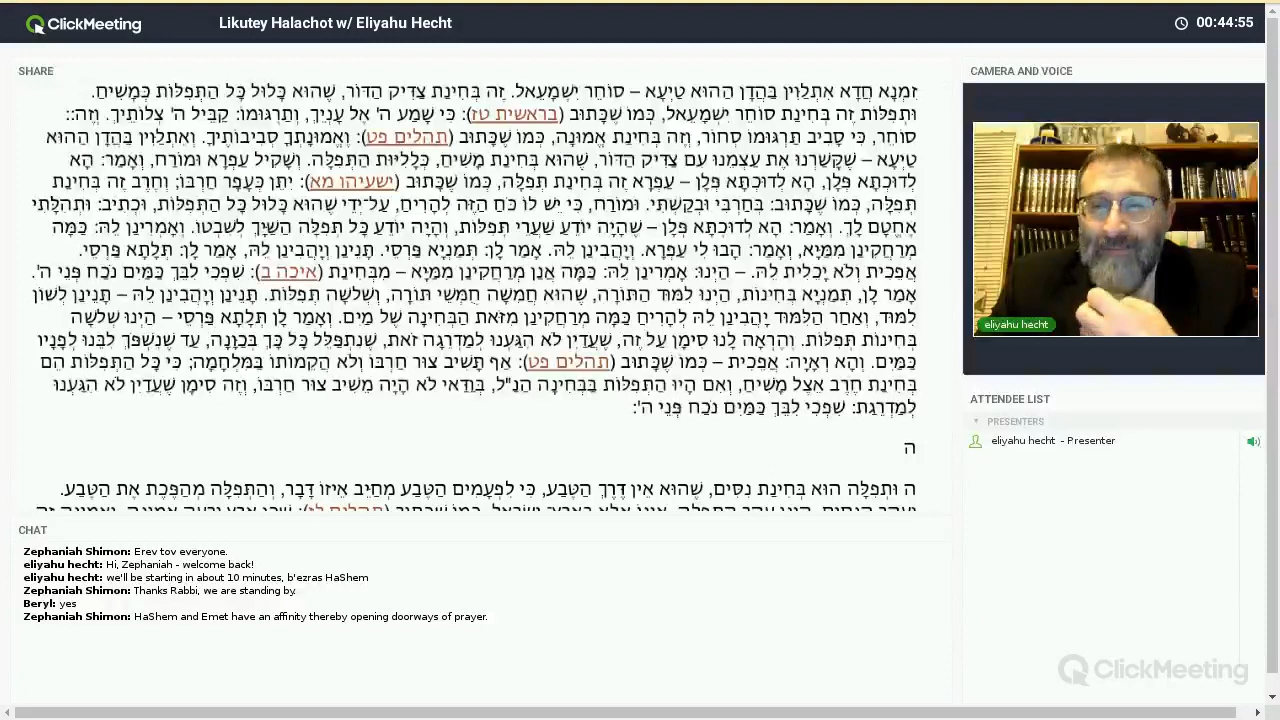 ClickMeeting
Likutey Halachot w/ Eliyahu Hecht
00:44:55
SHARE
זִמְנָא חֲדָא אִתְלַוִּין בַּהֲדָן הַהוּא טַיְעָא – סוֹחֵר יִשְׁמָעֵאל. זֶה בְּחִינַת צַדִּיק הַדּוֹר, שֶׁהוּא כָּלוּל כָּל הַתְּפִלּוֹת כְּמָשִׁיחַ.
וּתְפִלּוֹת זֶה בְּחִינַת סוֹחֵר יִשְׁמָעֵאל, כְּמוֹ שֶׁכָּתוּב (בראשית טז): כִּי שָׁמַע ה' אֶל עָנְיֵךְ, וְתַרְגּוּמוֹ: קַבִּיל ה' צְלוֹתִיךְ. וְזֶה::
סוֹחֵר, כִּי סָבִיב תַּרְגּוּמוֹ סְחוֹר, וְזֶה בְּחִינַת אֱמוּנָה, כְּמוֹ שֶׁכָּתוּב (תהלים פט): וֶאֱמוּנָתְךָ סְבִיבוֹתֶיךָ. וְאִתְלַוִּין בַּהֲדָן הַהוּא
טַיְעָא – שֶׁקִּשַּׁרְנוּ אֶת עַצְמֵנוּ עִם צַדִּיק הַדּוֹר, שֶׁהוּא בְּחִינַת מָשִׁיחַ, כְּלָלִיּוּת הַתְּפִלָּה. וְשָׁקִיל עַפְרָא וּמוֹרַח, וְאָמַר: הָא
לְדוּכְתָּא פְּלָן, הָא לְדוּכְתָּא פְּלָן – עַפְרָא זֶה בְּחִינַת תְּפִלָּה, כְּמוֹ שֶׁכָּתוּב (ישעיהו מא): יִתֵּן כֶּעָפָר חַרְבּוֹ; וְחֶרֶב זֶה בְּחִינַת
תְּפִלָּה, כְּמוֹ שֶׁכָּתוּב: בְּחַרְבִּי וּבְקַשְׁתִּי. וּמוֹרַח, כִּי יֵשׁ לוֹ כֹּחַ הַזֶּה לְהָרִיחַ, עַל־יְדֵי שֶׁהוּא כָּלוּל כָּל הַתְּפִלּוֹת, וּכְתִיב: וּתְהִלָּתִי
אֶחֱטָם לָךְ. וְאָמַר: הָא לְדוּכְתָּא פְּלָן – שֶׁהָיָה יוֹדֵעַ שַׁעֲרֵי תְּפִלּוֹת, וְהָיָה יוֹדֵעַ כָּל תְּפִלָּה הַשַּׁיָּךְ לְשִׁבְטוֹ. וְאַמְרִינַן לֵהּ: כַּמָּה
מְרַחֲקִינַן מִמַּיָּא, וְאָמַר: הָבוּ לִי עַפְרָא. וְיָהֲבִינַן לֵהּ. אָמַר לָן: תְּמַנְיָא פַּרְסֵי. תָּנֵינַן וְיָהֲבִינַן לֵהּ, אָמַר לָן: תְּלָתָא פַּרְסֵי.
אֲפֵכִית וְלֹא יָכְלִית לֵהּ. – הַיְנוּ: אָמְרִינַן לֵהּ: כַּמָּה אֲנַן מְרַחֲקִינַן מִמַּיָּא – מִבְּחִינַת (איכה ב): שִׁפְכִי לִבֵּךְ כַּמַּיִם נֹכַח פְּנֵי ה'.
אָמַר לָן, תְּמַנְיָא בְּחִינוֹת, הַיְנוּ לִמּוּד הַתּוֹרָה, שֶׁהוּא חֲמִשָּׁה חֻמְּשֵׁי תּוֹרָה, וְשָׁלֹשָׁה תְּפִלּוֹת. תָּנֵינַן וְיָהֲבִינַן לֵהּ – תָּנֵינַן לְשׁוֹן
לִמּוּד, וְאַחַר הַלִּמּוּד יָהֲבִינַן לֵהּ לְהָרִיחַ כַּמָּה מְרַחֲקִינַן מִזֹּאת הַבְּחִינָה שֶׁל מַיִם. וְאָמַר לָן תְּלָתָא פַּרְסֵי – הַיְנוּ שְׁלֹשָׁה
בְּחִינוֹת תְּפִלּוֹת. וְהֶרְאָה לָנוּ סִימָן עַל זֶה, שֶׁעֲדַיִן לֹא הִגַּעְנוּ לְמַדְרֵגָה זֹאת, שֶׁנִּתְפַּלֵּל כָּל כָּךְ בְּכַוָּנָה, עַד שֶׁנִּשְׁפֹּךְ לִבֵּנוּ לְפָנָיו
כַּמַּיִם. וְהָא רְאָיָה: אֲפֵכִית – כְּמוֹ שֶׁכָּתוּב (תהלים פט): אַף תָּשִׁיב צוּר חַרְבּוֹ וְלֹא הֲקֵמוֹתוֹ בַּמִּלְחָמָה; כִּי כָל הַתְּפִלּוֹת הֵם
בְּחִינַת חֶרֶב אֵצֶל מָשִׁיחַ, וְאִם הָיוּ הַתְּפִלּוֹת בַּבְּחִינָה הַנַּ"ל, בְּוַדַּאי לֹא הָיָה מֵשִׁיב צוּר חַרְבּוֹ, וְזֶה סִימָן שֶׁעֲדַיִן לֹא הִגַּעְנוּ
לְמַדְרֵגַת: שִׁפְכִי לִבֵּךְ כַּמַּיִם נֹכַח פְּנֵי ה':
ה
ה וּתְפִלָּה הוּא בְּחִינַת נִסִּים, שֶׁהוּא אֵין דֶּרֶךְ הַטֶּבַע, כִּי לִפְעָמִים הַטֶּבַע מְחַיֵּב אֵיזוֹ דָּבָר, וְהַתְּפִלָּה מְהַפֶּכֶת אֶת הַטֶּבַע.
CAMERA AND VOICE
eliyahu hecht
ATTENDEE LIST
PRESENTERS
eliyahu hecht - Presenter
CHAT
Zephaniah Shimon: Erev tov everyone.
eliyahu hecht: Hi, Zephaniah - welcome back!
eliyahu hecht: we'll be starting in about 10 minutes, b'ezras HaShem
Zephaniah Shimon: Thanks Rabbi, we are standing by.
Beryl: yes
Zephaniah Shimon: HaShem and Emet have an affinity thereby opening doorways of prayer.
ClickMeeting